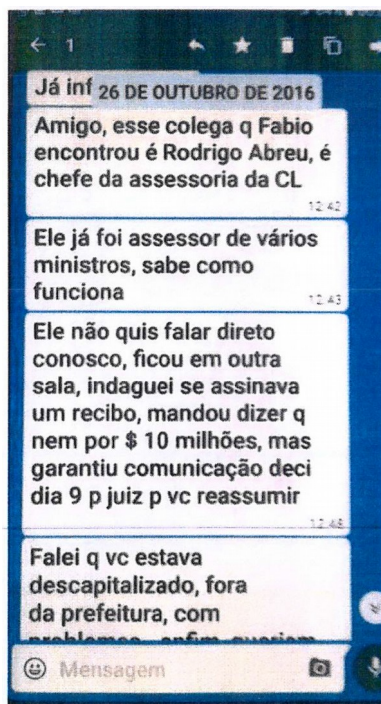 1
Já inf
26 DE OUTUBRO DE 2016
Amigo, esse colega q Fabio
encontrou é Rodrigo Abreu, é
chefe da assessoria da CL
12:42
Ele já foi assessor de vários
ministros, sabe como
funciona
12:43
Ele não quis falar direto
conosco, ficou em outra
sala, indaguei se assinava
um recibo, mandou dizer q
nem por $ 10 milhões, mas
garantiu comunicação deci
dia 9 p juiz p vc reassumir
12:48
Falei q vc estava
descapitalizado, fora
da prefeitura, com
Mensagem